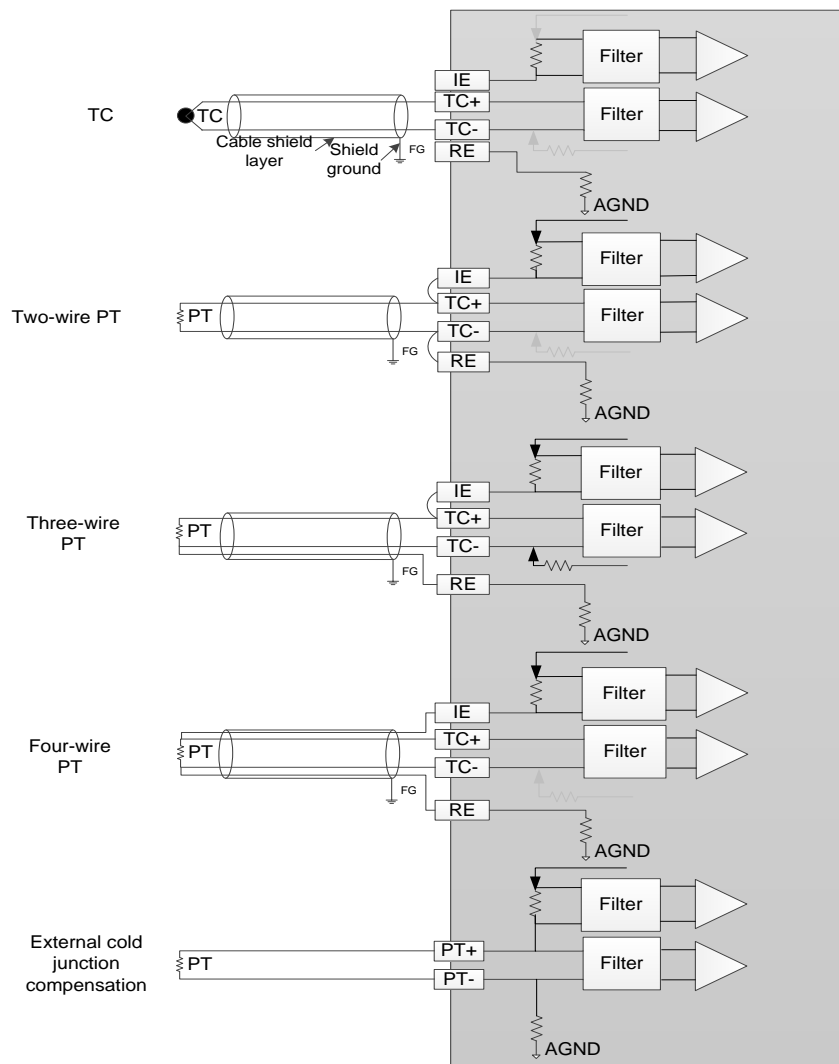 TC
TC
Cable shield
layer
Shield
ground
FG
IE
TC+
TC-
RE
Filter
Filter
AGND
Two-wire PT
PT
FG
IE
TC+
TC-
RE
Filter
Filter
AGND
Three-wire
PT
PT
FG
IE
TC+
TC-
RE
Filter
Filter
AGND
Four-wire
PT
PT
FG
IE
TC+
TC-
RE
Filter
Filter
AGND
External cold
junction
compensation
PT
PT+
PT-
Filter
Filter
AGND